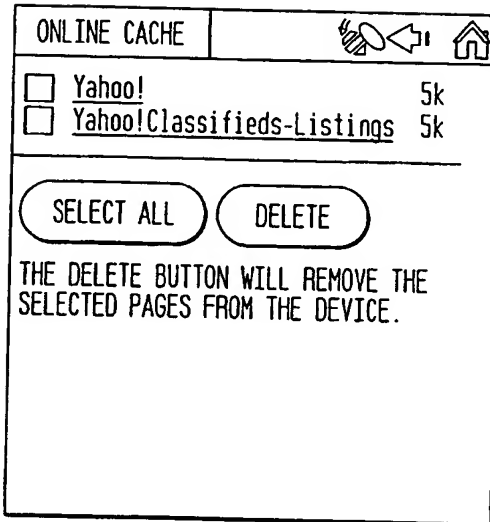 ONLINE CACHE
Yahoo! 5k
Yahoo!Classifieds-Listings 5k
SELECT ALL DELETE
THE DELETE BUTTON WILL REMOVE THE
SELECTED PAGES FROM THE DEVICE.